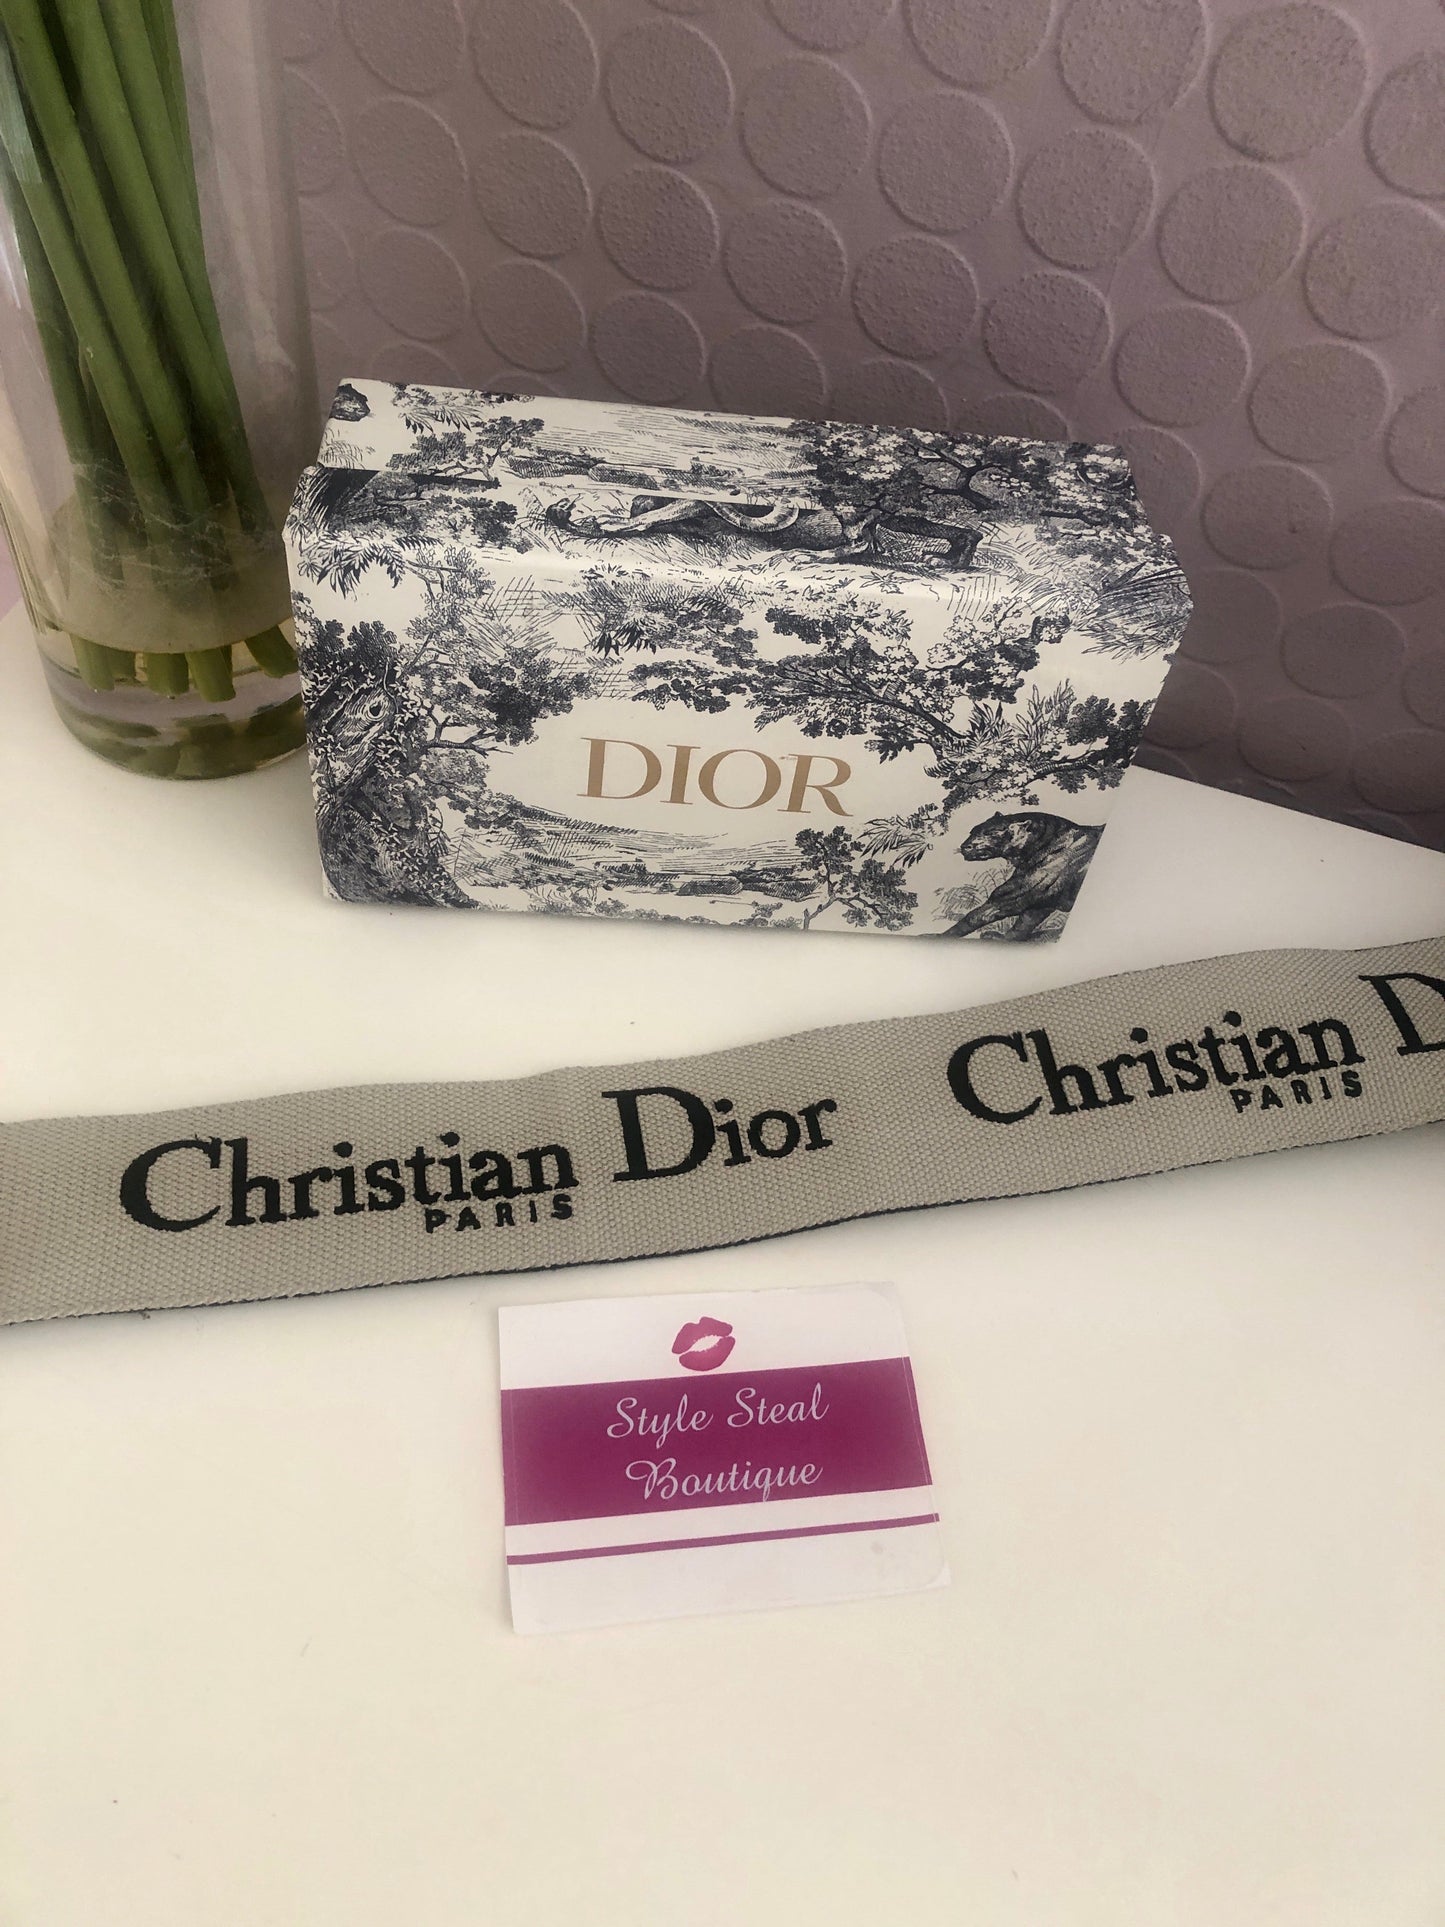 DIOR
Christian Dior
PARIS
Christian D
PARIS
Style Steal
Boutique